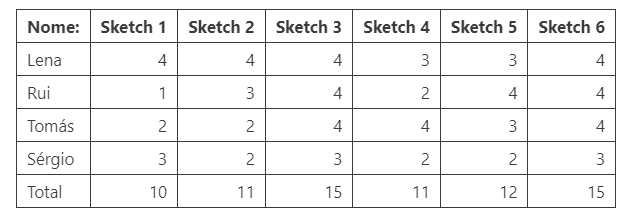 Nome: Sketch 1 Sketch 2 Sketch 3 Sketch 4 Sketch 5 Sketch 6
Lena 4 4 4 3 3 4
Rui 1 3 4 2 4 4
Tomás 2 2 4 4 3 4
Sérgio 3 2 3 2 2 3
Total 10 11 15 11 12 15